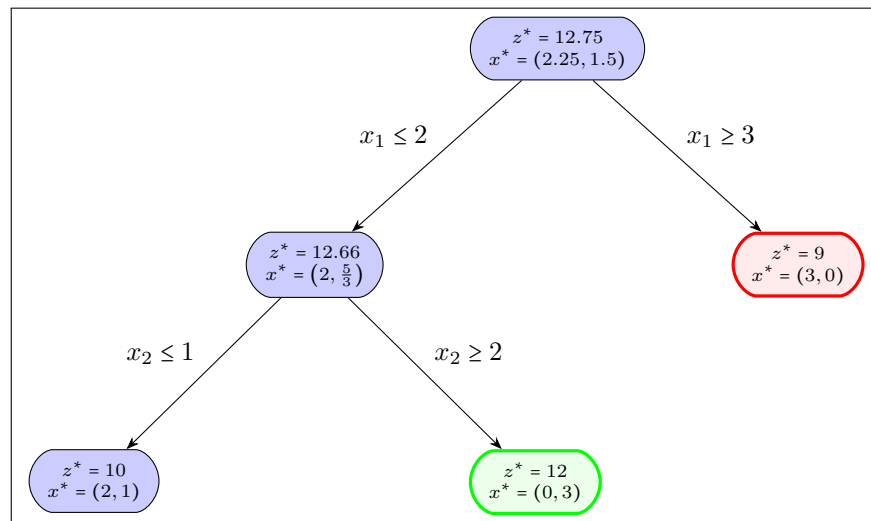 z* = 12.75
x* = (2.25, 1.5)
x₁ ≤ 2
x₁ ≥ 3
z* = 12.66
x* = (2, 5/3)
z* = 9
x* = (3, 0)
x₂ ≤ 1
x₂ ≥ 2
z* = 10
x* = (2, 1)
z* = 12
x* = (0, 3)